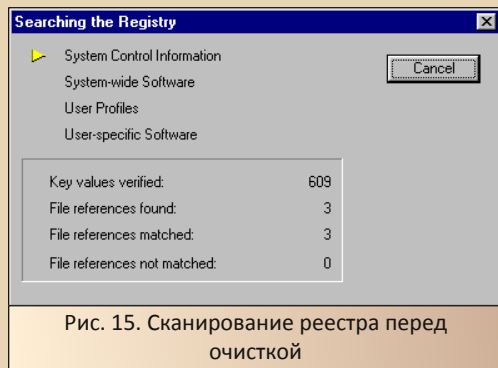 Searching the Registry
System Control Information
Cancel
System-wide Software
User Profiles
User-specific Software
Key values verified: 609
File references found: 3
File references matched: 3
File references not matched: 0
Рис. 15. Сканирование реестра перед
очисткой